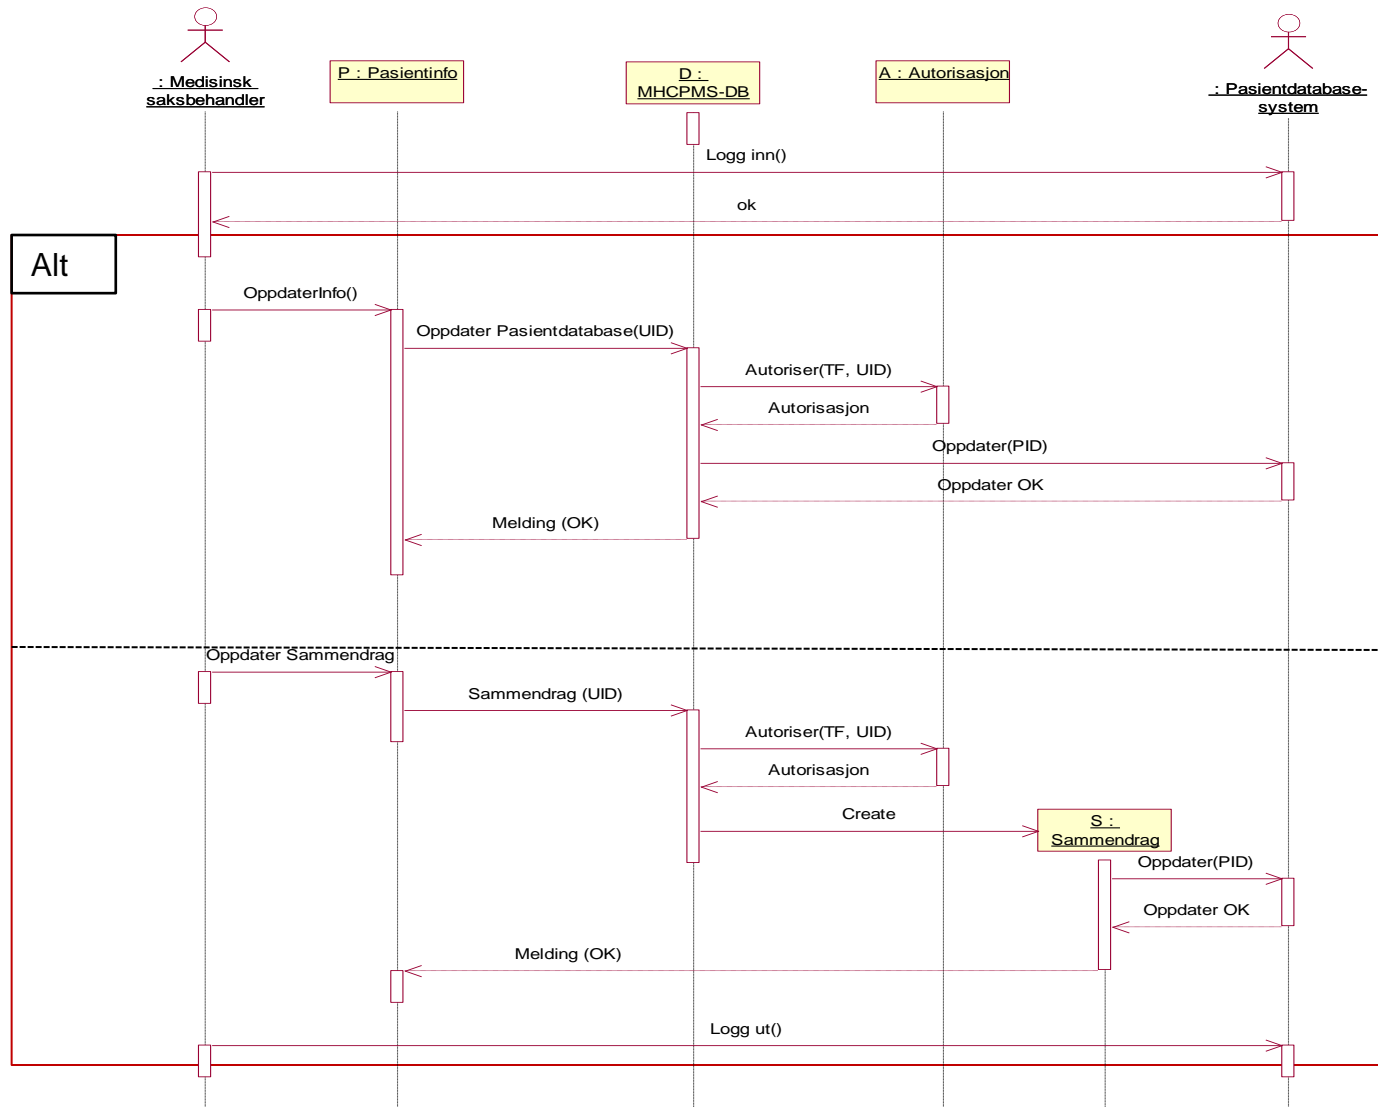 : Medisinsk
saksbehandler
P : Pasientinfo
D :
MHCPMS-DB
A : Autorisasjon
: Pasientdatabase-
system
Logg inn()
ok
Alt
OppdaterInfo()
Oppdater Pasientdatabase(UID)
Autoriser(TF, UID)
Autorisasjon
Oppdater(PID)
Oppdater OK
Melding (OK)
Oppdater Sammendrag
Sammendrag (UID)
Autoriser(TF, UID)
Autorisasjon
Create
S :
Sammendrag
Oppdater(PID)
Oppdater OK
Melding (OK)
Logg ut()